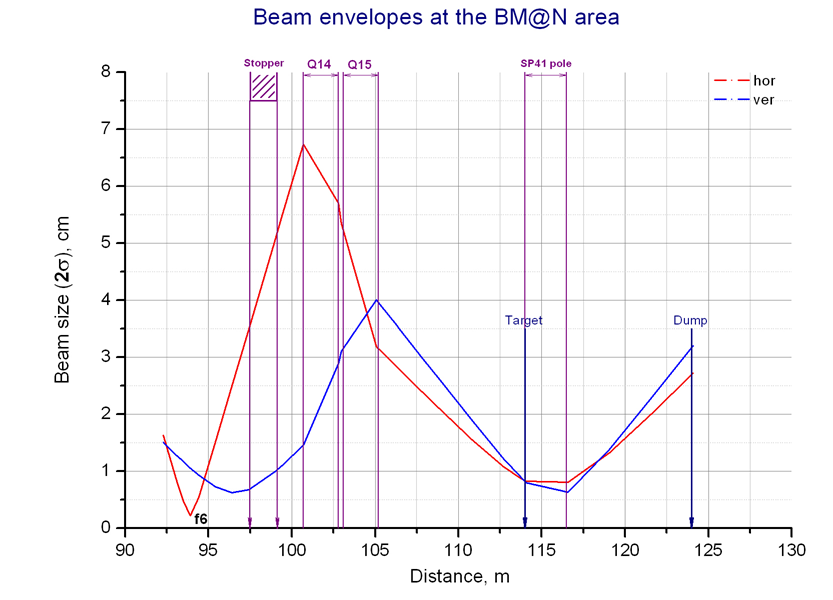 Beam envelopes at the BM@N area
Stopper
Q14
Q15
SP41 pole
hor
ver
8
7
6
5
4
3
2
1
0
Beam size (2σ), cm
Target
Dump
f6
90
95
100
105
110
115
120
125
130
Distance, m